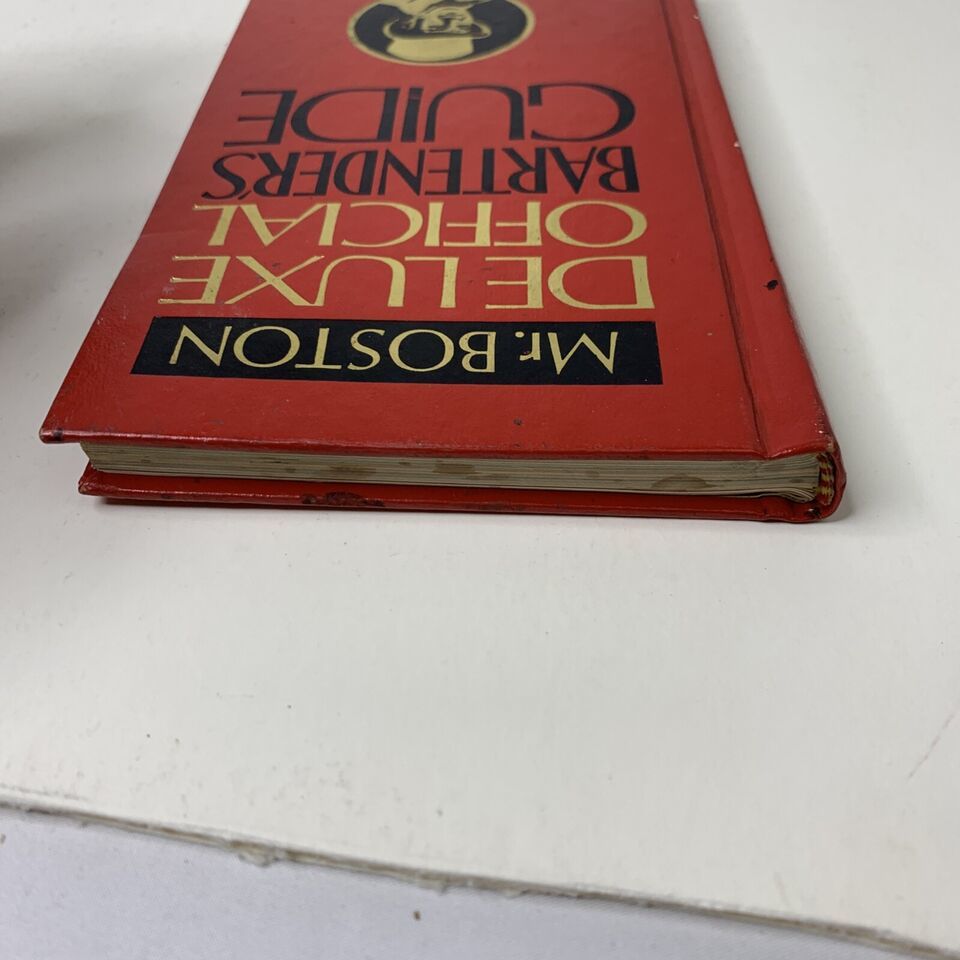 Mr. BOSTON
DELUXE
OFFICIAL
BARTENDER'S
GUIDE